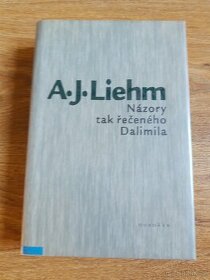 A.J.Liehm
Názory
tak řečeného
Dalimila